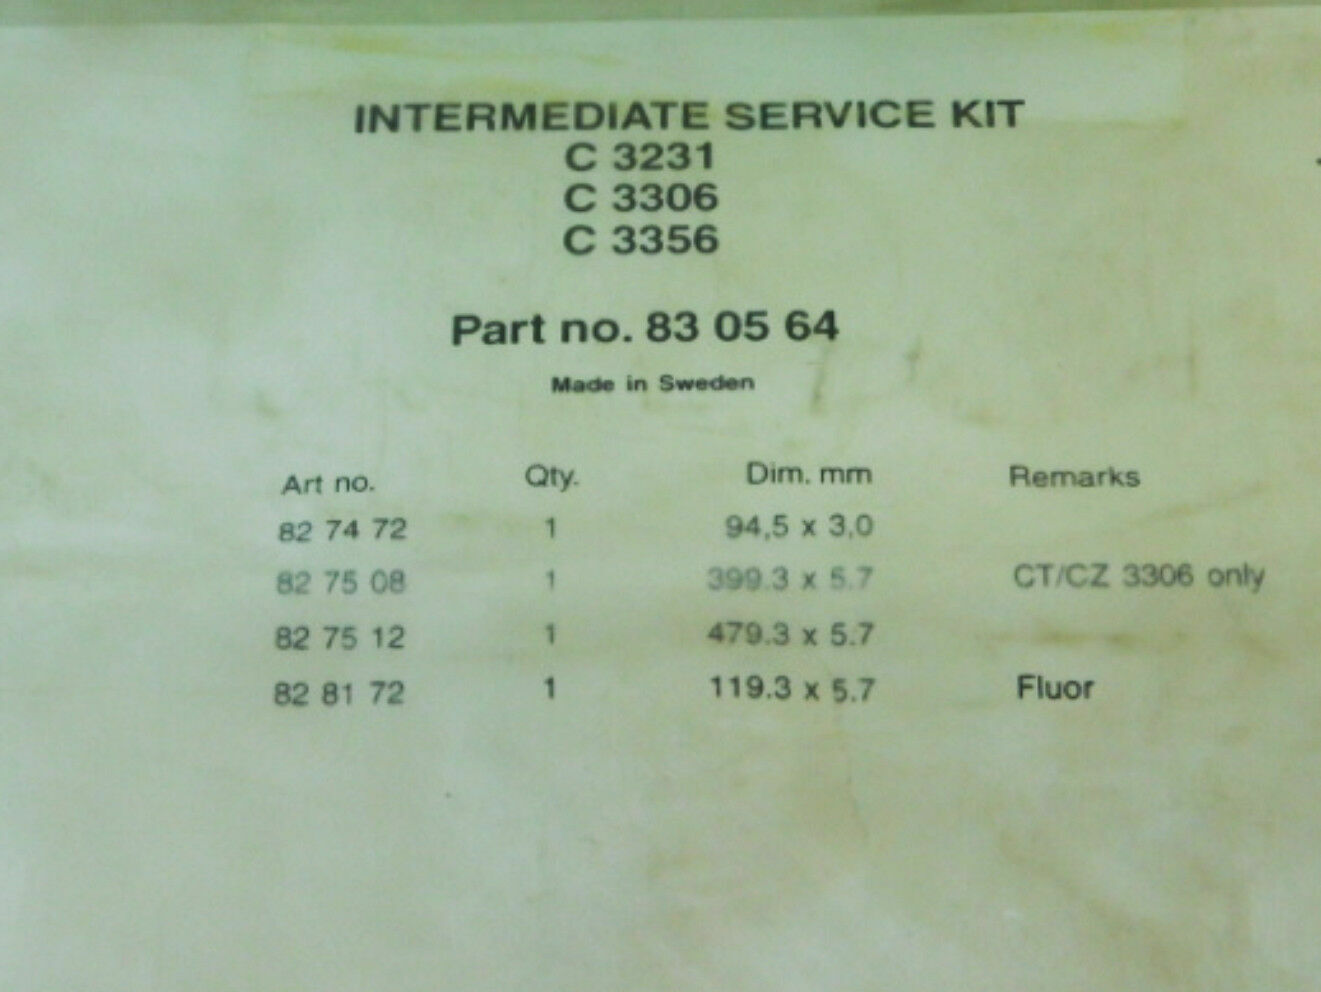 INTERMEDIATE SERVICE KIT
C 3231
C 3306
C 3356
Part no. 83 05 64
Made in Sweden
Art no. Qty. Dim. mm Remarks
82 74 72 1 94,5 x 3,0
82 75 08 1 399.3 x 5.7 CT/CZ 3306 only
82 75 12 1 479.3 x 5.7
82 81 72 1 119.3 x 5.7 Fluor